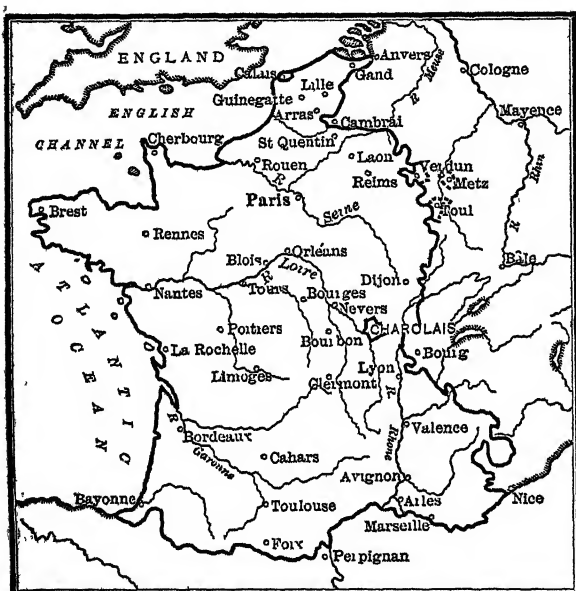 ENGLAND
Anvers
Calais
Gand
Cologne
Lille
R Meuse
Guinegatte
ENGLISH
Arras
Mayence
Cambrai
CHANNEL
Cherbourg
St Quentin
Laon
Verdun
R Rhin
Rouen
Reims
Metz
R
Paris
Toul
Brest
Seine
Rennes
Orléans
Blois
R Loire
Bâle
ATLANTIC
OCEAN
Dijon
Nantes
Tours
Bourges
Nevers
Poitiers
CHAROLAIS
Bourbon
La Rochelle
Bourg
Limoges
Clermont
Lyon
R Rhone
Bordeaux
Valence
R Garonne
Cahars
Avignon
Bayonne
Toulouse
Arles
Nice
Marseille
Foix
Perpignan